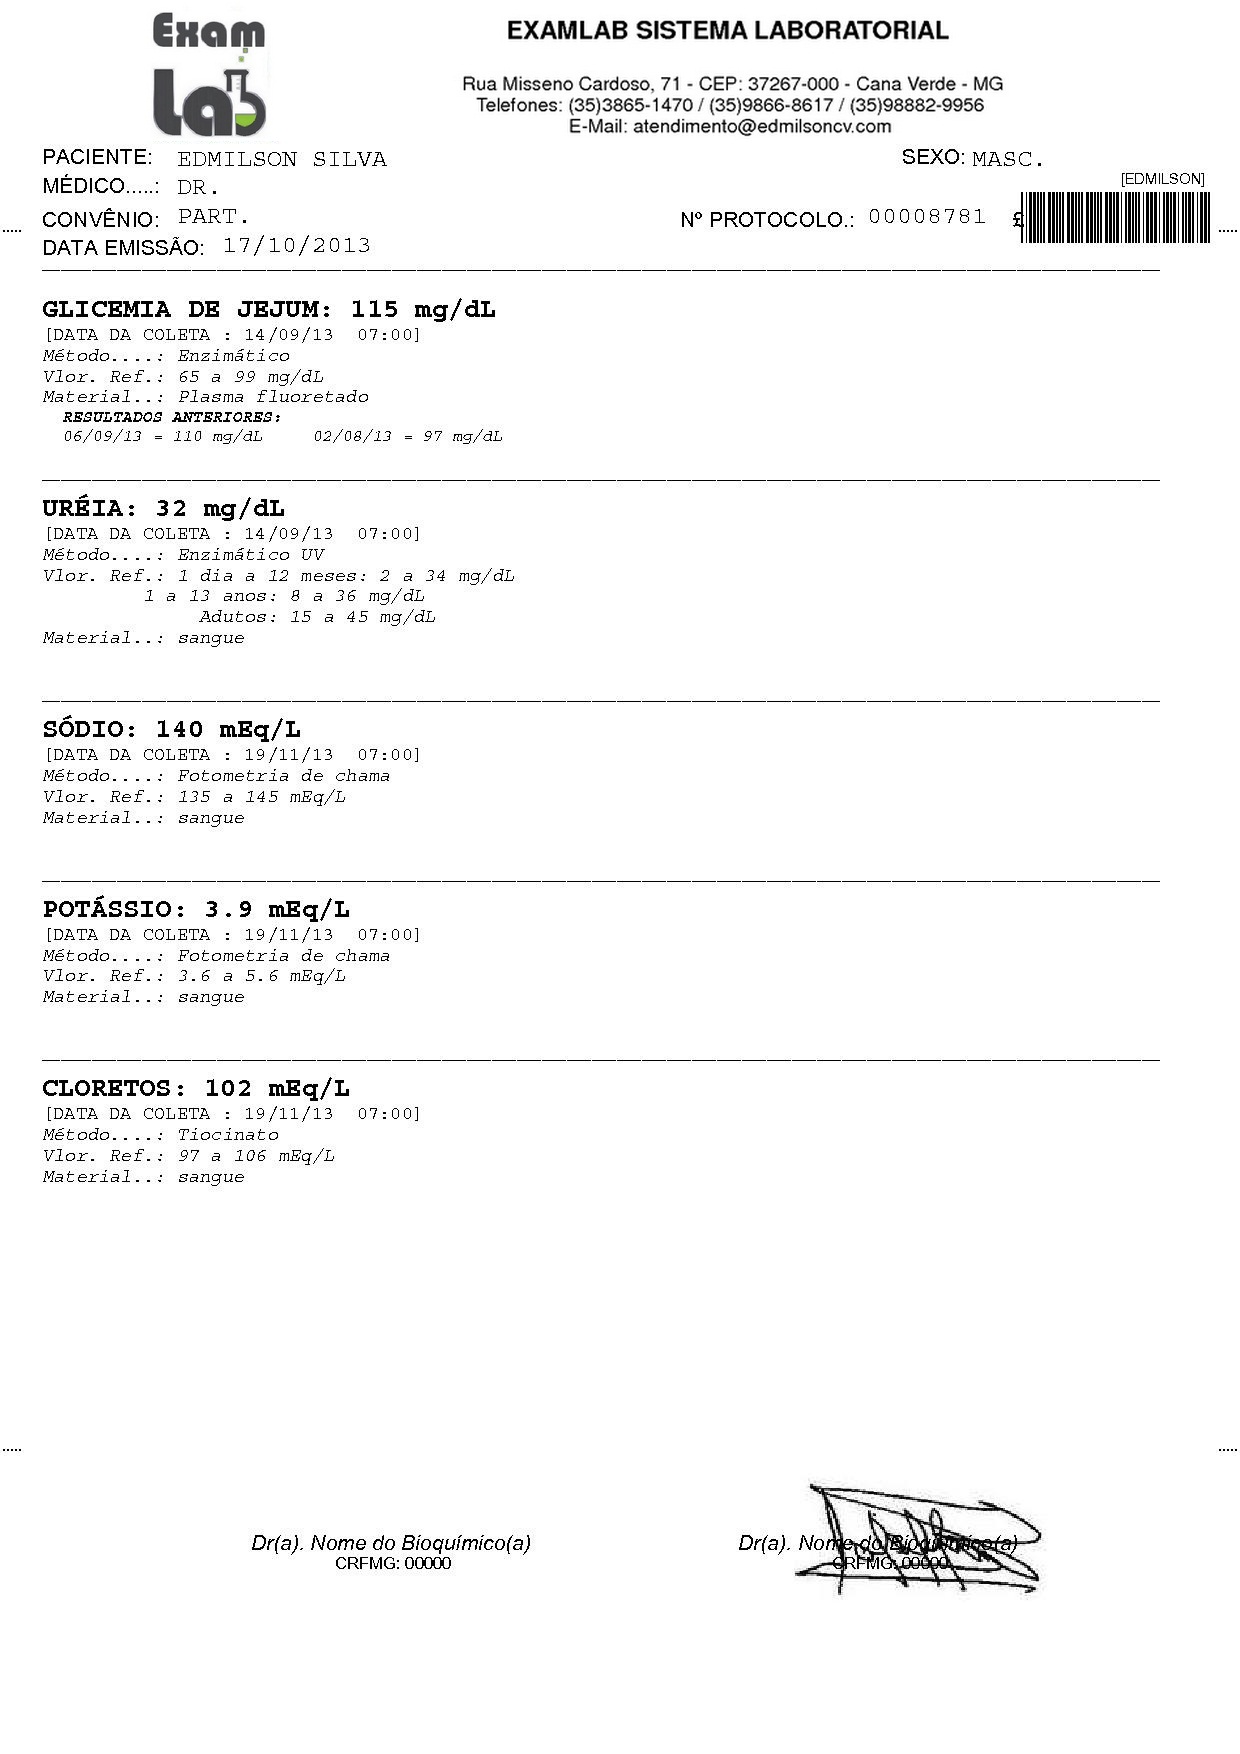 Exam
Lab
EXAMLAB SISTEMA LABORATORIAL
Rua Misseno Cardoso, 71 - CEP: 37267-000 - Cana Verde - MG
Telefones: (35)3865-1470 / (35)9866-8617 / (35)98882-9956
E-Mail: atendimento@edmilsoncv.com
PACIENTE: EDMILSON SILVA SEXO: MASC.
MÉDICO.....: DR. [EDMILSON]
CONVÊNIO: PART. Nº PROTOCOLO.: 00008781 £
DATA EMISSÃO: 17/10/2013
GLICEMIA DE JEJUM: 115 mg/dL
[DATA DA COLETA : 14/09/13 07:00]
Método....: Enzimático
Vlor. Ref.: 65 a 99 mg/dL
Material..: Plasma fluoretado
RESULTADOS ANTERIORES:
06/09/13 = 110 mg/dL 02/08/13 = 97 mg/dL
URÉIA: 32 mg/dL
[DATA DA COLETA : 14/09/13 07:00]
Método....: Enzimático UV
Vlor. Ref.: 1 dia a 12 meses: 2 a 34 mg/dL
1 a 13 anos: 8 a 36 mg/dL
Adutos: 15 a 45 mg/dL
Material..: sangue
SÓDIO: 140 mEq/L
[DATA DA COLETA : 19/11/13 07:00]
Método....: Fotometria de chama
Vlor. Ref.: 135 a 145 mEq/L
Material..: sangue
POTÁSSIO: 3.9 mEq/L
[DATA DA COLETA : 19/11/13 07:00]
Método....: Fotometria de chama
Vlor. Ref.: 3.6 a 5.6 mEq/L
Material..: sangue
CLORETOS: 102 mEq/L
[DATA DA COLETA : 19/11/13 07:00]
Método....: Tiocinato
Vlor. Ref.: 97 a 106 mEq/L
Material..: sangue
Dr(a). Nome do Bioquímico(a) Dr(a). Nome do Bioquímico(a)
CRFMG: 00000 CRFMG: 00000